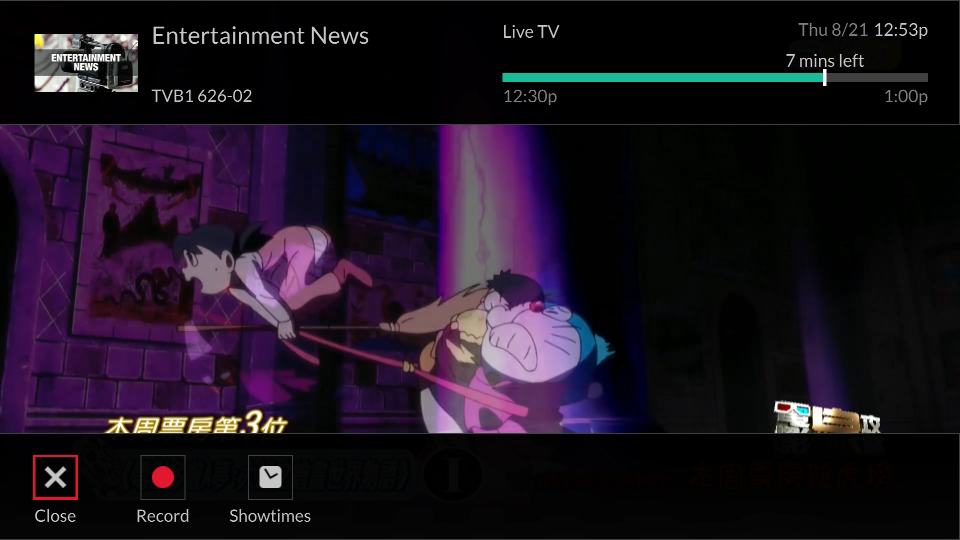 Entertainment News
Live TV
Thu 8/21 12:53p
ENTERTAINMENT
NEWS
7 mins left
TVB1 626-02
12:30p
1:00p
本周票房第3位
Close
Record
Showtimes